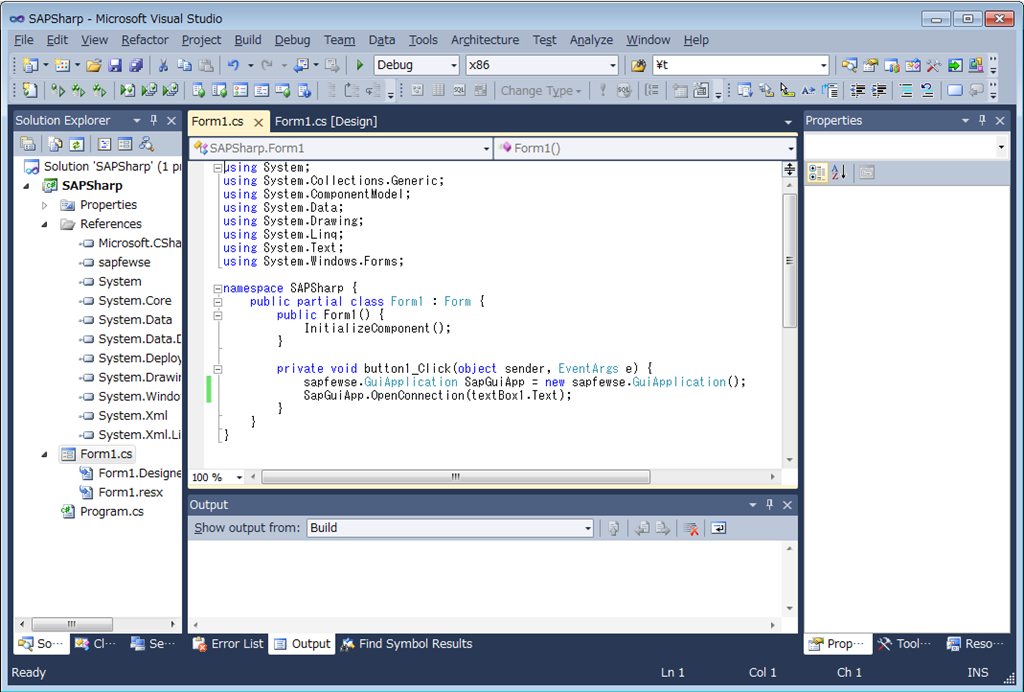 SAPSharp - Microsoft Visual Studio
File Edit View Refactor Project Build Debug Team Data Tools Architecture Test Analyze Window Help
Debug x86 ¥t
Change Type
Solution Explorer
Solution 'SAPSharp' (1 p
SAPSharp
Properties
References
Microsoft.CSha
sapfewse
System
System.Core
System.Data
System.Data.D
System.Deploy
System.Drawin
System.Windo
System.Xml
System.Xml.Li
Form1.cs
Form1.Designe
Form1.resx
Program.cs
So... Cl... Se...
Form1.cs Form1.cs [Design]
SAPSharp.Form1 Form1()
using System;
using System.Collections.Generic;
using System.ComponentModel;
using System.Data;
using System.Drawing;
using System.Linq;
using System.Text;
using System.Windows.Forms;
namespace SAPSharp {
public partial class Form1 : Form {
public Form1() {
InitializeComponent();
}
private void button1_Click(object sender, EventArgs e) {
sapfewse.GuiApplication SapGuiApp = new sapfewse.GuiApplication();
SapGuiApp.OpenConnection(textBox1.Text);
}
}
}
100 %
Output
Show output from: Build
Error List Output Find Symbol Results
Properties
Prop... Tool... Reso...
Ready Ln 1 Col 1 Ch 1 INS